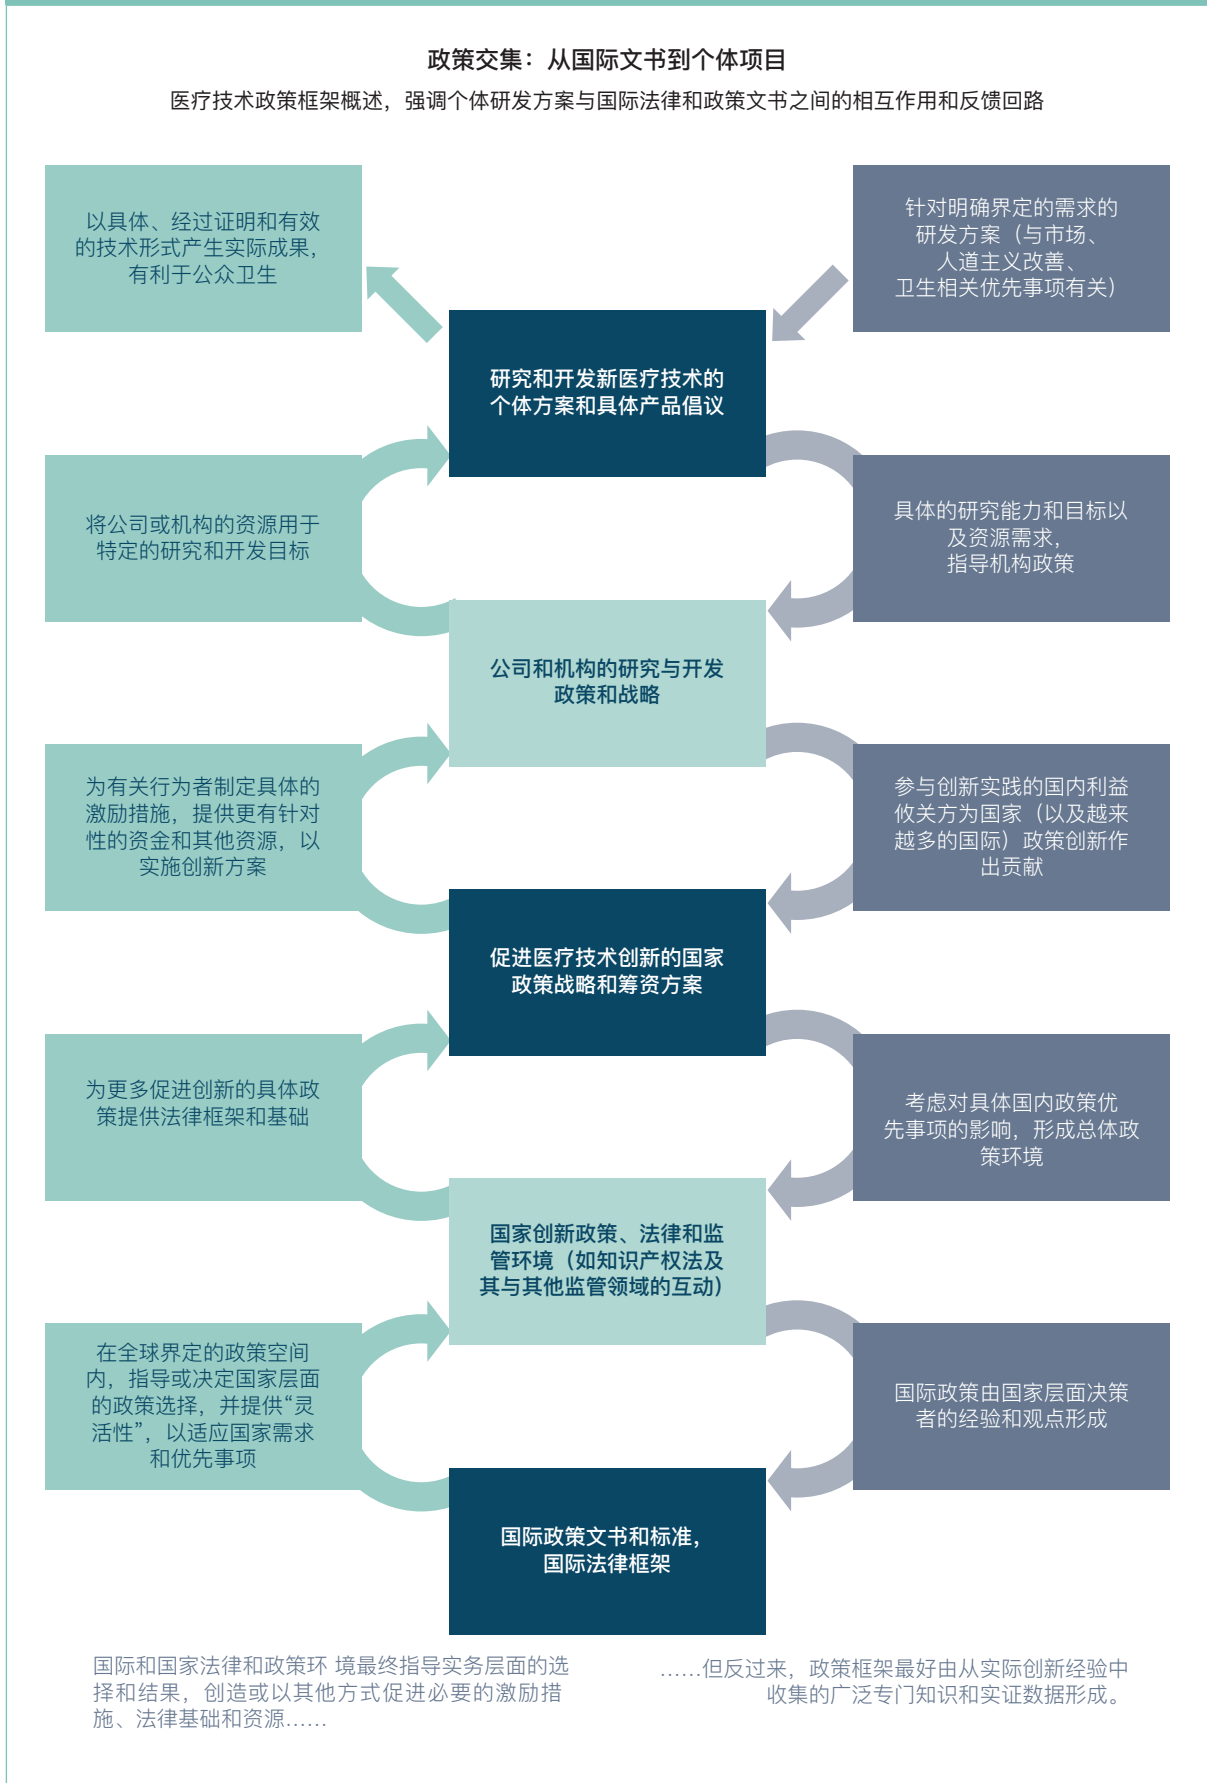 政策交集：从国际文书到个体项目
医疗技术政策框架概述，强调个体研发方案与国际法律和政策文书之间的相互作用和反馈回路
以具体、经过证明和有效
的技术形式产生实际成果，
有利于公众卫生
针对明确界定的需求的
研发方案（与市场、
人道主义改善、
卫生相关优先事项有关）
研究和开发新医疗技术的
个体方案和具体产品倡议
将公司或机构的资源用于
特定的研究和开发目标
具体的研究能力和目标以
及资源需求，
指导机构政策
公司和机构的研究与开发
政策和战略
为有关行为者制定具体的
激励措施，提供更有针对
性的资金和其他资源，以
实施创新方案
参与创新实践的国内利益
攸关方为国家（以及越来
越多的国际）政策创新作
出贡献
促进医疗技术创新的国家
政策战略和筹资方案
为更多促进创新的具体政
策提供法律框架和基础
考虑对具体国内政策优
先事项的影响，形成总体政
策环境
国家创新政策、法律和监
管环境（如知识产权法及
其与其他监管领域的互动）
在全球界定的政策空间
内，指导或决定国家层面
的政策选择，并提供“灵
活性”，以适应国家需求
和优先事项
国际政策由国家层面决策
者的经验和观点形成
国际政策文书和标准，
国际法律框架
国际和国家法律和政策环 境最终指导实务层面的选
择和结果，创造或以其他方式促进必要的激励措
施、法律基础和资源……
……但反过来，政策框架最好由从实际创新经验中
收集的广泛专门知识和实证数据形成。